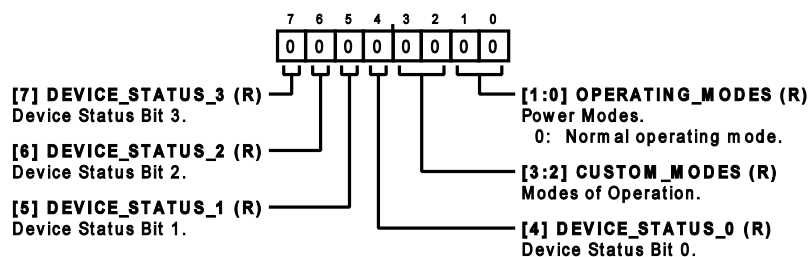 7 6 5 4 3 2 1 0
0 0 0 0 0 0 0 0
[7] DEVICE_STATUS_3 (R)
Device Status Bit 3.
[6] DEVICE_STATUS_2 (R)
Device Status Bit 2.
[5] DEVICE_STATUS_1 (R)
Device Status Bit 1.
[1:0] OPERATING_MODES (R)
Power Modes.
0: Normal operating mode.
[3:2] CUSTOM_MODES (R)
Modes of Operation.
[4] DEVICE_STATUS_0 (R)
Device Status Bit 0.